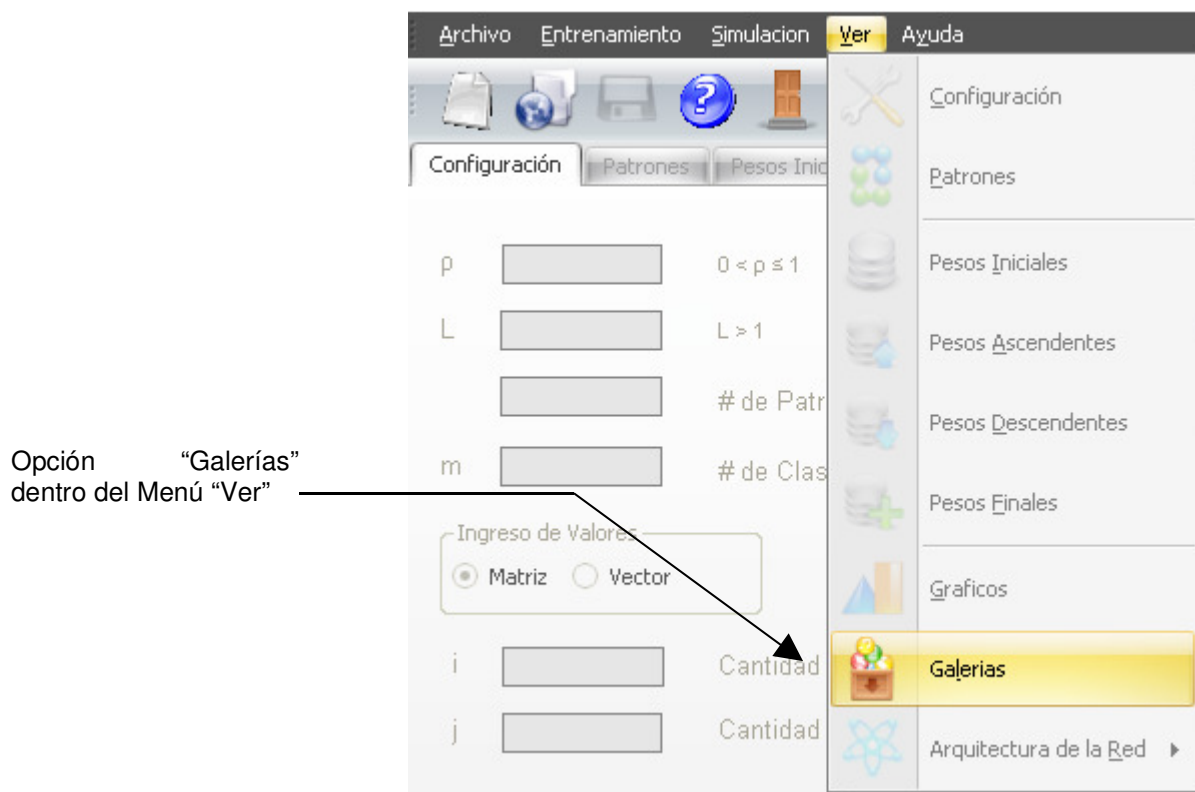 Archivo Entrenamiento Simulacion Ver Ayuda
Configuración Patrones Pesos Inic
ρ 0 < ρ ≤ 1
L L > 1
# de Patr
m # de Clas
Ingreso de Valores
Matriz Vector
i Cantidad
j Cantidad
Configuración
Patrones
Pesos Iniciales
Pesos Ascendentes
Pesos Descendentes
Pesos Finales
Graficos
Galerias
Arquitectura de la Red
Opción “Galerías”
dentro del Menú “Ver”